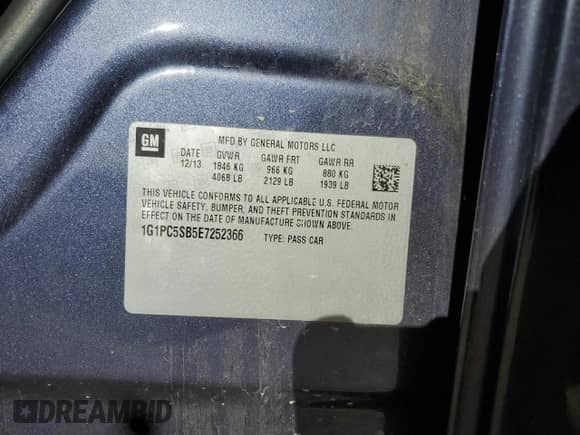 GM
MFD BY GENERAL MOTORS LLC
DATE GVWR GAWR FRT GAWR RR
12/13 1846 KG 966 KG 880 KG
4068 LB 2129 LB 1939 LB
THIS VEHICLE CONFORMS TO ALL APPLICABLE U.S. FEDERAL MOTOR
VEHICLE SAFETY, BUMPER, AND THEFT PREVENTION STANDARDS IN
EFFECT ON THE DATE OF MANUFACTURE SHOWN ABOVE.
1G1PC5SB5E7252366 TYPE: PASS CAR
DREAMBID